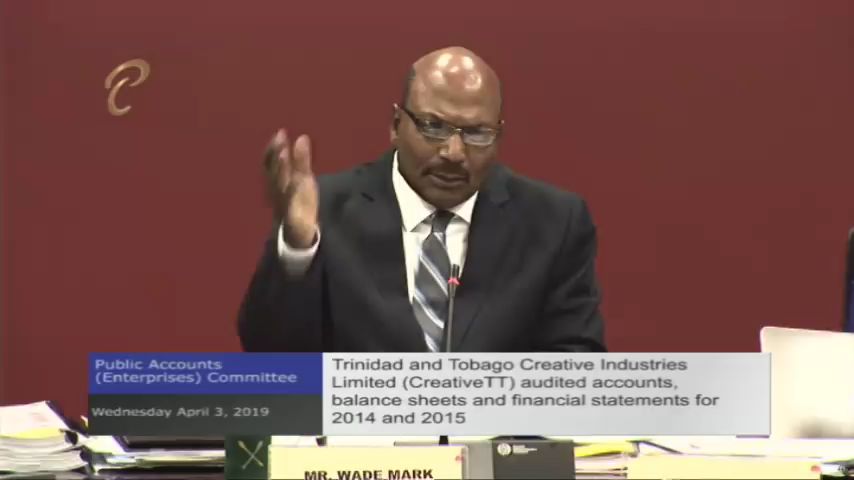 Public Accounts
(Enterprises) Committee
Wednesday April 3, 2019
Trinidad and Tobago Creative Industries
Limited (CreativeTT) audited accounts,
balance sheets and financial statements for
2014 and 2015
MR. WADE MARK